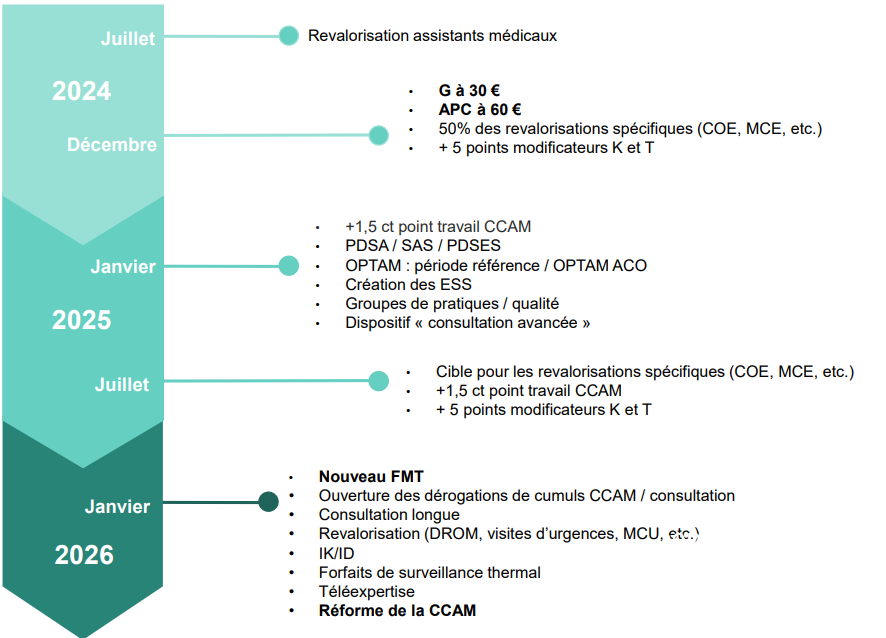 Juillet
Revalorisation assistants médicaux
2024
• G à 30 €
• APC à 60 €
• 50% des revalorisations spécifiques (COE, MCE, etc.)
• + 5 points modificateurs K et T
Décembre
• +1,5 ct point travail CCAM
• PDSA / SAS / PDSES
• OPTAM : période référence / OPTAM ACO
• Création des ESS
• Groupes de pratiques / qualité
• Dispositif « consultation avancée »
Janvier
2025
Juillet
• Cible pour les revalorisations spécifiques (COE, MCE, etc.)
• +1,5 ct point travail CCAM
• + 5 points modificateurs K et T
Janvier
2026
• Nouveau FMT
• Ouverture des dérogations de cumuls CCAM / consultation
• Consultation longue
• Revalorisation (DROM, visites d’urgences, MCU, etc.)
• IK/ID
• Forfaits de surveillance thermal
• Téléexpertise
• Réforme de la CCAM